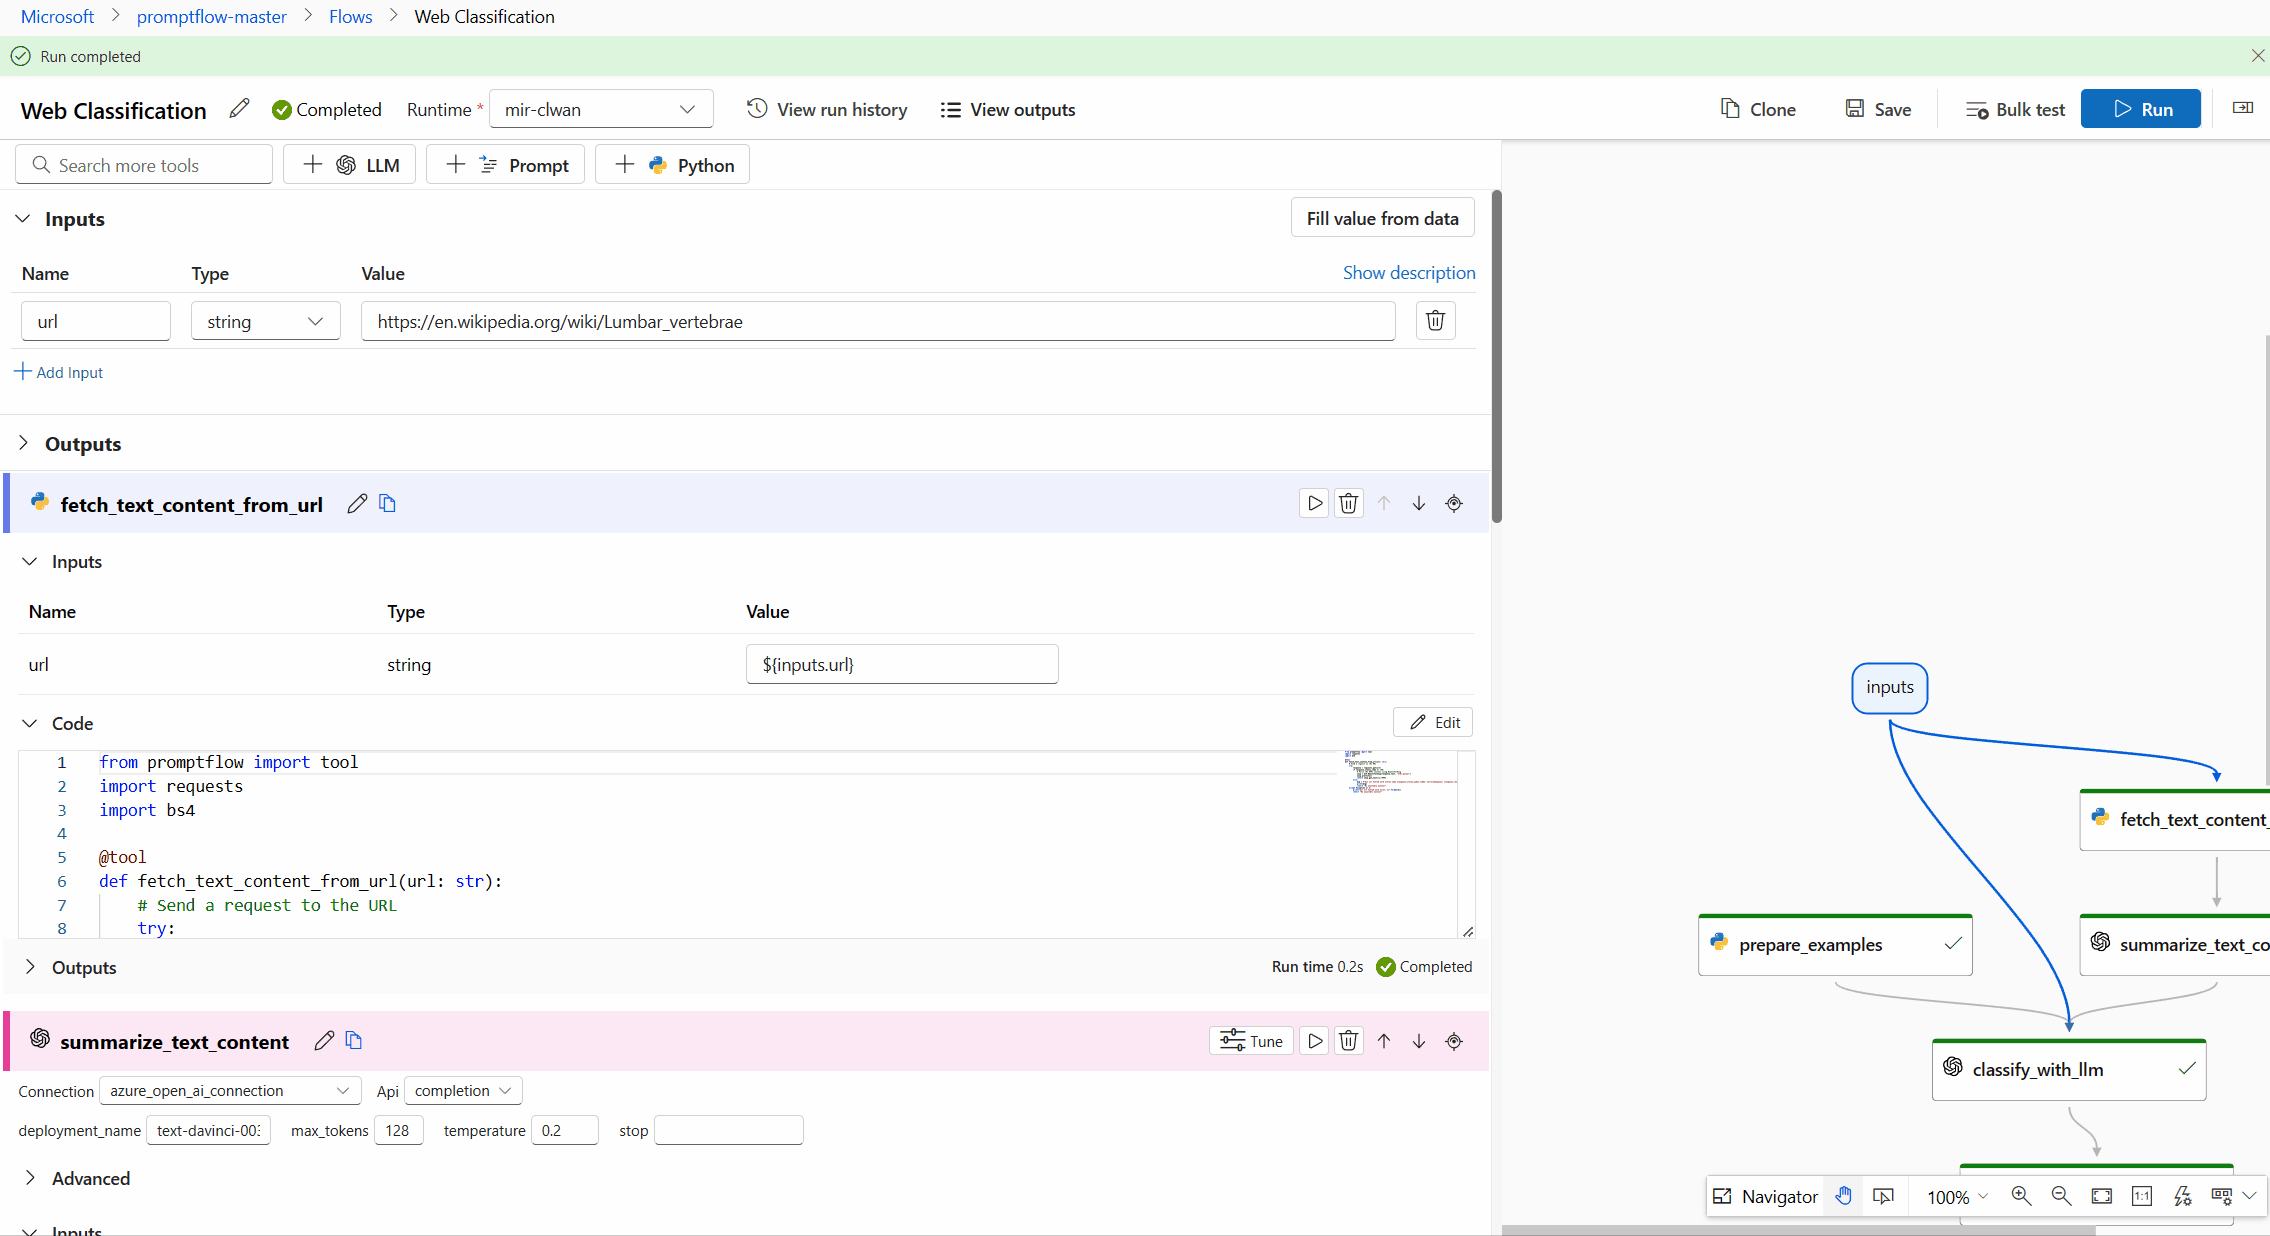 Microsoft > promptflow-master > Flows > Web Classification
Run completed
Web Classification Completed Runtime * mir-clwan View run history View outputs Clone Save Bulk test Run
Search more tools LLM Prompt Python
Inputs Fill value from data
Name Type Value Show description
url string https://en.wikipedia.org/wiki/Lumbar_vertebrae
Add Input
Outputs
fetch_text_content_from_url
Inputs
Name Type Value
url string ${inputs.url}
Code Edit
1 from promptflow import tool
2 import requests
3 import bs4
4
5 @tool
6 def fetch_text_content_from_url(url: str):
7 # Send a request to the URL
8 try:
Outputs Run time 0.2s Completed
summarize_text_content Tune
Connection azure_open_ai_connection Api completion
deployment_name text-davinci-003 max_tokens 128 temperature 0.2 stop
Advanced
Inputs
inputs
fetch_text_content_
prepare_examples
summarize_text_co
classify_with_llm
Navigator 100% 1:1